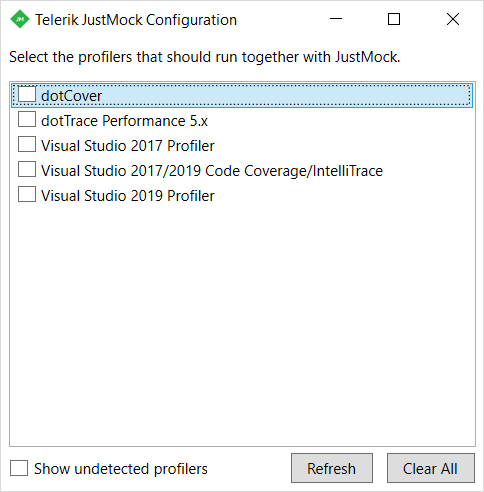 JM Telerik JustMock Configuration
Select the profilers that should run together with JustMock.
dotCover
dotTrace Performance 5.x
Visual Studio 2017 Profiler
Visual Studio 2017/2019 Code Coverage/IntelliTrace
Visual Studio 2019 Profiler
Show undetected profilers Refresh Clear All